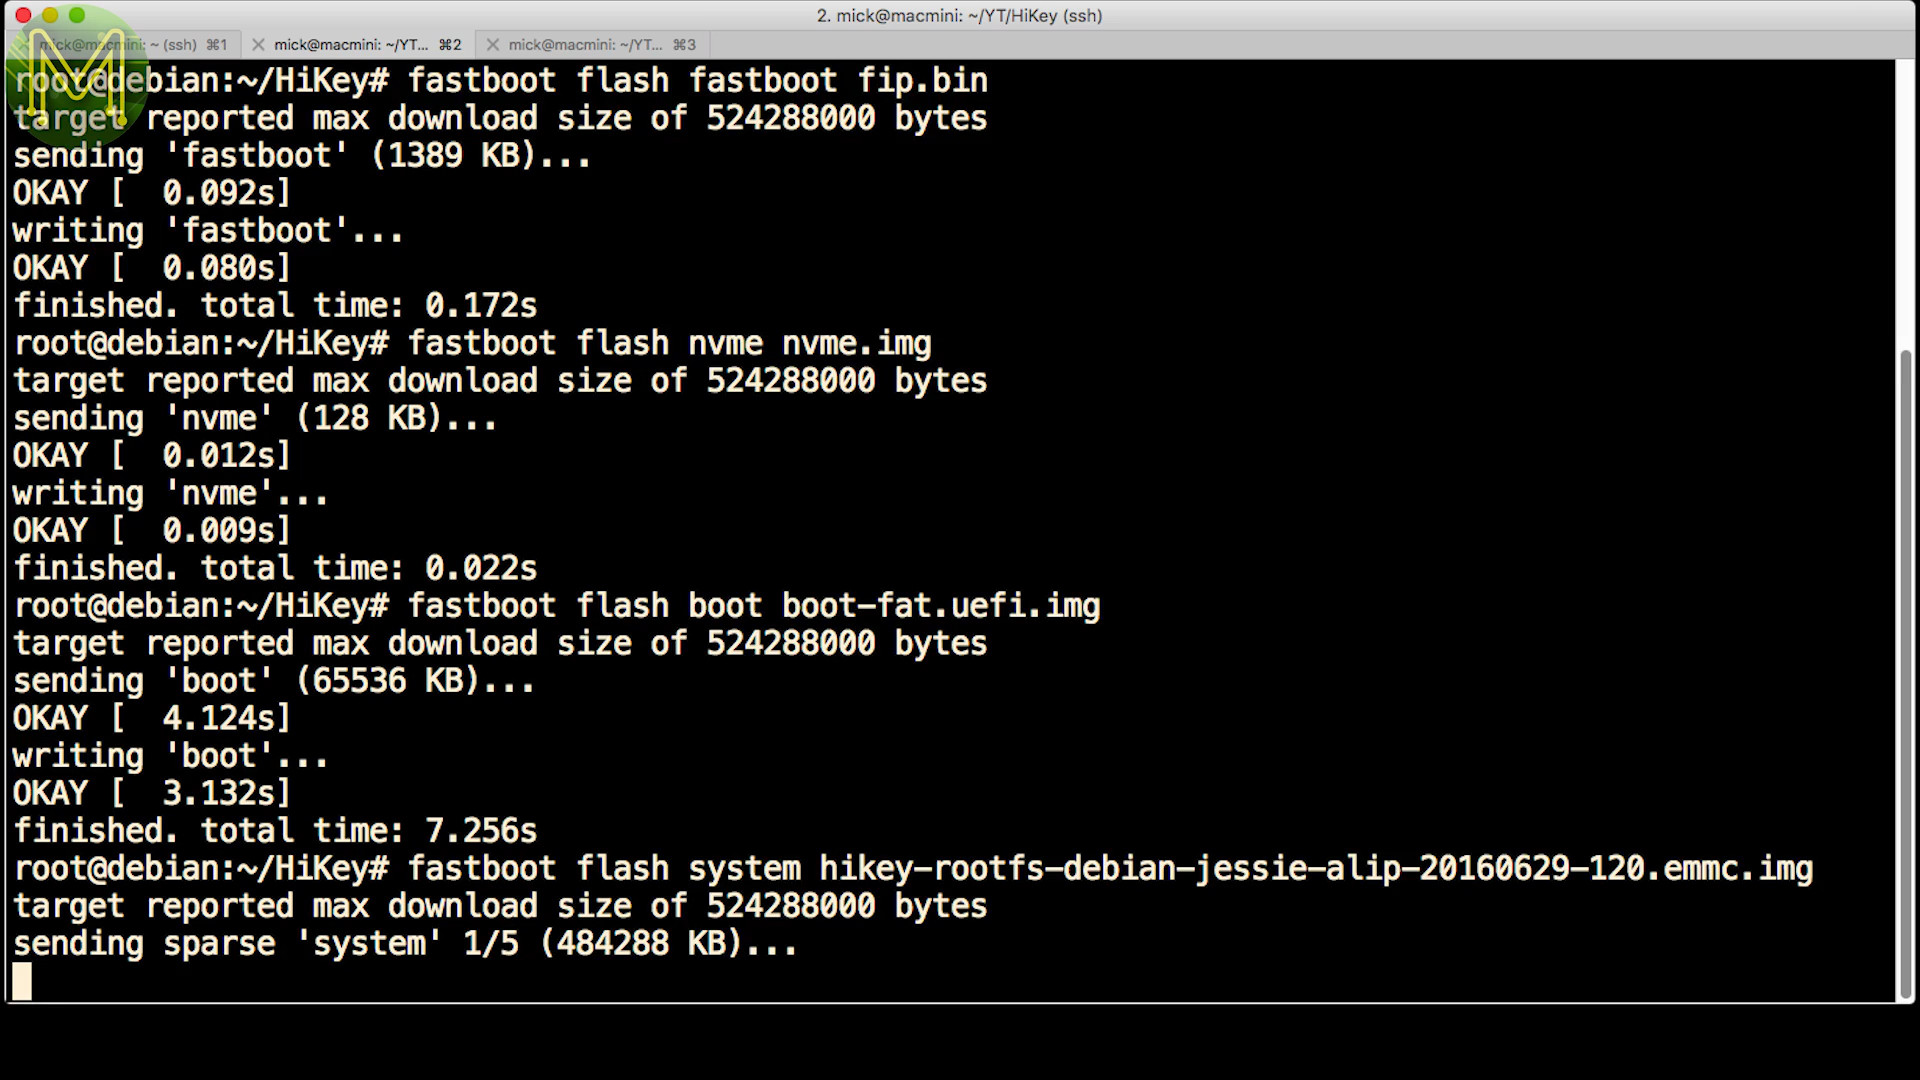 2. mick@macmini: ~/YT/HiKey (ssh)
mick@macmini: ~ (ssh) ⌘1
mick@macmini: ~/YT... ⌘2
mick@macmini: ~/YT... ⌘3
root@debian:~/HiKey# fastboot flash fastboot fip.bin
target reported max download size of 524288000 bytes
sending 'fastboot' (1389 KB)...
OKAY [  0.092s]
writing 'fastboot'...
OKAY [  0.080s]
finished. total time: 0.172s
root@debian:~/HiKey# fastboot flash nvme nvme.img
target reported max download size of 524288000 bytes
sending 'nvme' (128 KB)...
OKAY [  0.012s]
writing 'nvme'...
OKAY [  0.009s]
finished. total time: 0.022s
root@debian:~/HiKey# fastboot flash boot boot-fat.uefi.img
target reported max download size of 524288000 bytes
sending 'boot' (65536 KB)...
OKAY [  4.124s]
writing 'boot'...
OKAY [  3.132s]
finished. total time: 7.256s
root@debian:~/HiKey# fastboot flash system hikey-rootfs-debian-jessie-alip-20160629-120.emmc.img
target reported max download size of 524288000 bytes
sending sparse 'system' 1/5 (484288 KB)...
M